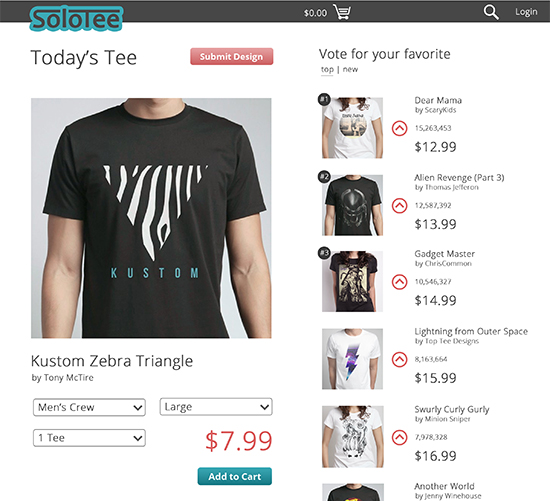 SoloTee
$0.00
Login
Today's Tee
Submit Design
KUSTOM
Kustom Zebra Triangle
by Tony McTire
Men's Crew
Large
1 Tee
$7.99
Add to Cart
Vote for your favorite
top | new
#1
Dear Mama
by ScaryKids
15,263,453
$12.99
#2
Alien Revenge (Part 3)
by Thomas Jefferon
12,587,392
$13.99
#3
Gadget Master
by ChrisCommon
10,546,327
$14.99
Lightning from Outer Space
by Top Tee Designs
8,163,664
$15.99
Swurly Curly Gurly
by Minion Sniper
7,978,328
$16.99
Another World
by Jenny Winehouse